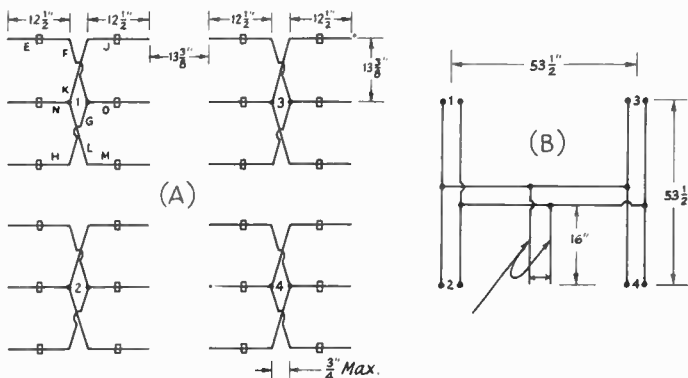 12 1/2" 12 1/2" 12 1/2" 12 1/2"
E F J
13 3/8" 13 3/8"
K
N 1 O 3
G
H L M
(A)
2 4
3/4" Max.
53 1/2"
1 3
(B)
53 1/2"
16"
2 4